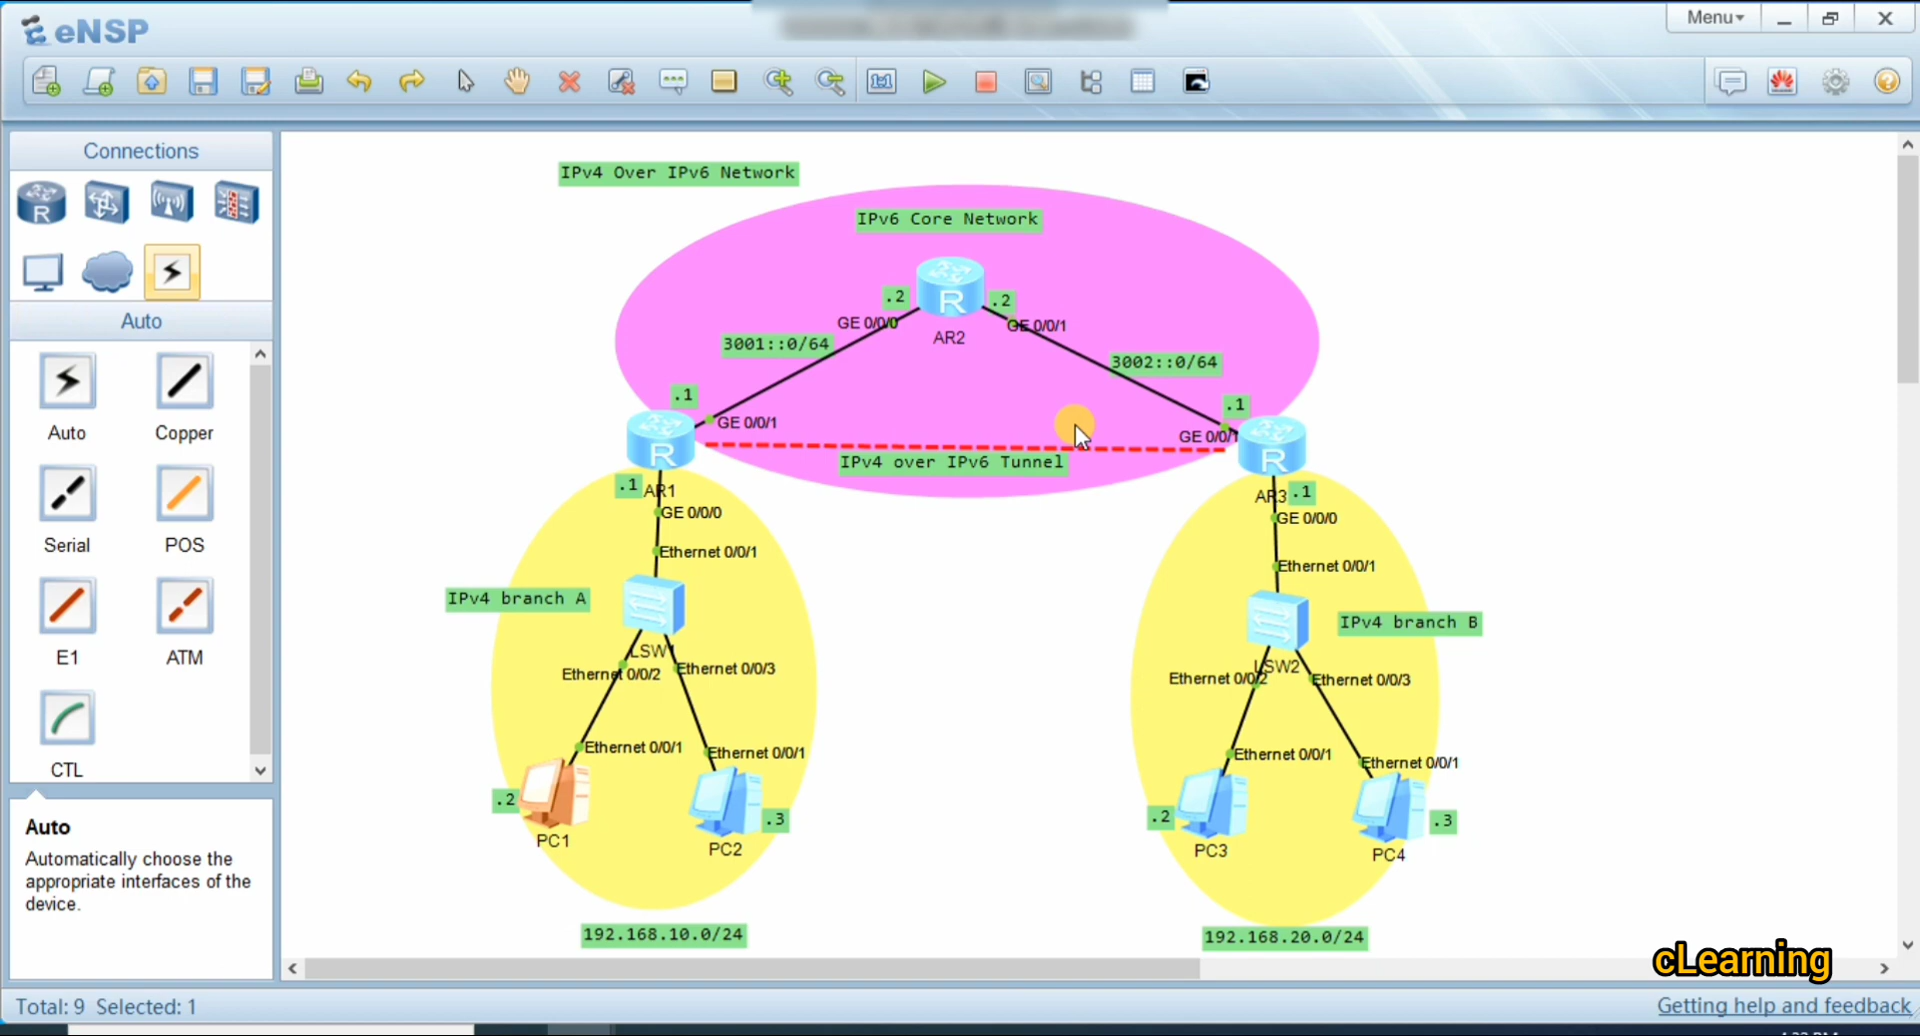 eNSP
Menu
Connections
Auto
Auto
Copper
Serial
POS
E1
ATM
CTL
Auto
Automatically choose the
appropriate interfaces of the
device.
IPv4 Over IPv6 Network
IPv6 Core Network
R
AR2
.2
.2
GE 0/0/0
GE 0/0/1
3001::0/64
3002::0/64
.1
.1
GE 0/0/1
GE 0/0/1
R
R
IPv4 over IPv6 Tunnel
.1
AR1
AR3
.1
GE 0/0/0
GE 0/0/0
Ethernet 0/0/1
Ethernet 0/0/1
IPv4 branch A
IPv4 branch B
LSW1
LSW2
Ethernet 0/0/2
Ethernet 0/0/3
Ethernet 0/0/2
Ethernet 0/0/3
Ethernet 0/0/1
Ethernet 0/0/1
Ethernet 0/0/1
Ethernet 0/0/1
.2
.3
.2
.3
PC1
PC2
PC3
PC4
192.168.10.0/24
192.168.20.0/24
cLearning
Total: 9 Selected: 1
Getting help and feedback